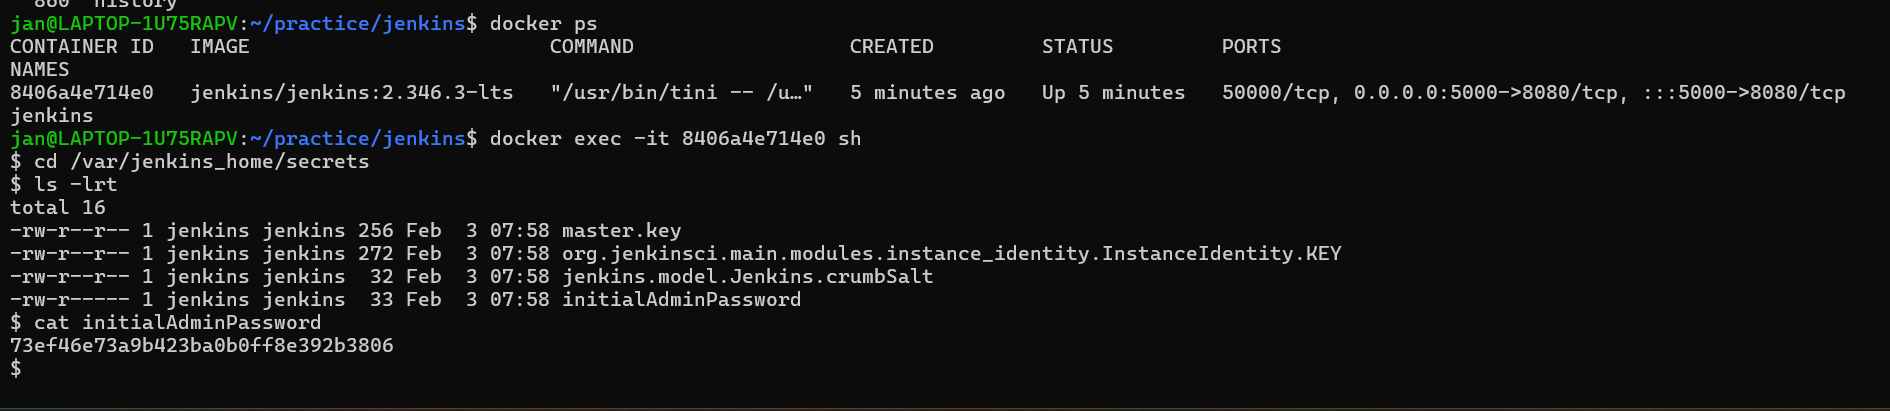 860 history
jan@LAPTOP-1U75RAPV:~/practice/jenkins$ docker ps
CONTAINER ID   IMAGE                         COMMAND                  CREATED         STATUS         PORTS
NAMES
8406a4e714e0   jenkins/jenkins:2.346.3-lts   "/usr/bin/tini -- /u…"   5 minutes ago   Up 5 minutes   50000/tcp, 0.0.0.0:5000->8080/tcp, :::5000->8080/tcp
jenkins
jan@LAPTOP-1U75RAPV:~/practice/jenkins$ docker exec -it 8406a4e714e0 sh
$ cd /var/jenkins_home/secrets
$ ls -lrt
total 16
-rw-r--r-- 1 jenkins jenkins 256 Feb  3 07:58 master.key
-rw-r--r-- 1 jenkins jenkins 272 Feb  3 07:58 org.jenkinsci.main.modules.instance_identity.InstanceIdentity.KEY
-rw-r--r-- 1 jenkins jenkins  32 Feb  3 07:58 jenkins.model.Jenkins.crumbSalt
-rw-r----- 1 jenkins jenkins  33 Feb  3 07:58 initialAdminPassword
$ cat initialAdminPassword
73ef46e73a9b423ba0b0ff8e392b3806
$